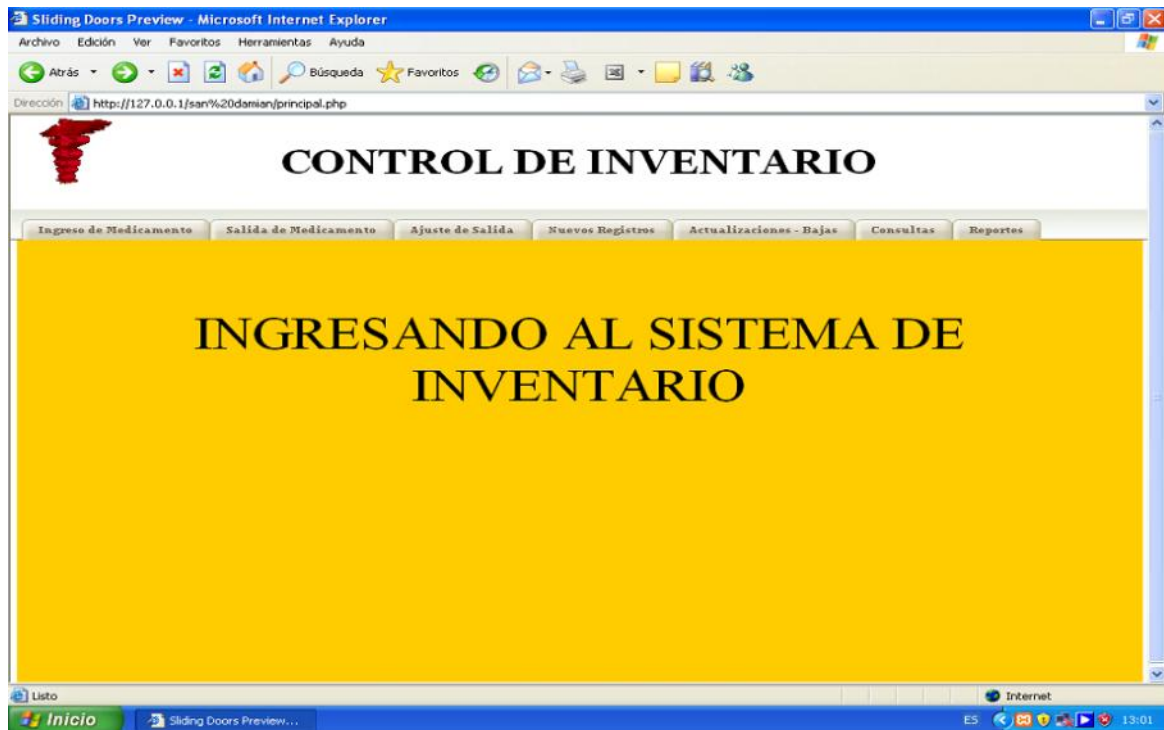 Sliding Doors Preview - Microsoft Internet Explorer
Archivo Edición Ver Favoritos Herramientas Ayuda
Atrás Búsqueda Favoritos
Dirección http://127.0.0.1/san%20damian/principal.php
CONTROL DE INVENTARIO
Ingreso de Medicamento Salida de Medicamento Ajuste de Salida Nuevos Registros Actualizaciones - Bajas Consultas Reportes
INGRESANDO AL SISTEMA DE
INVENTARIO
Listo Internet
Inicio Sliding Doors Preview... ES 13:01